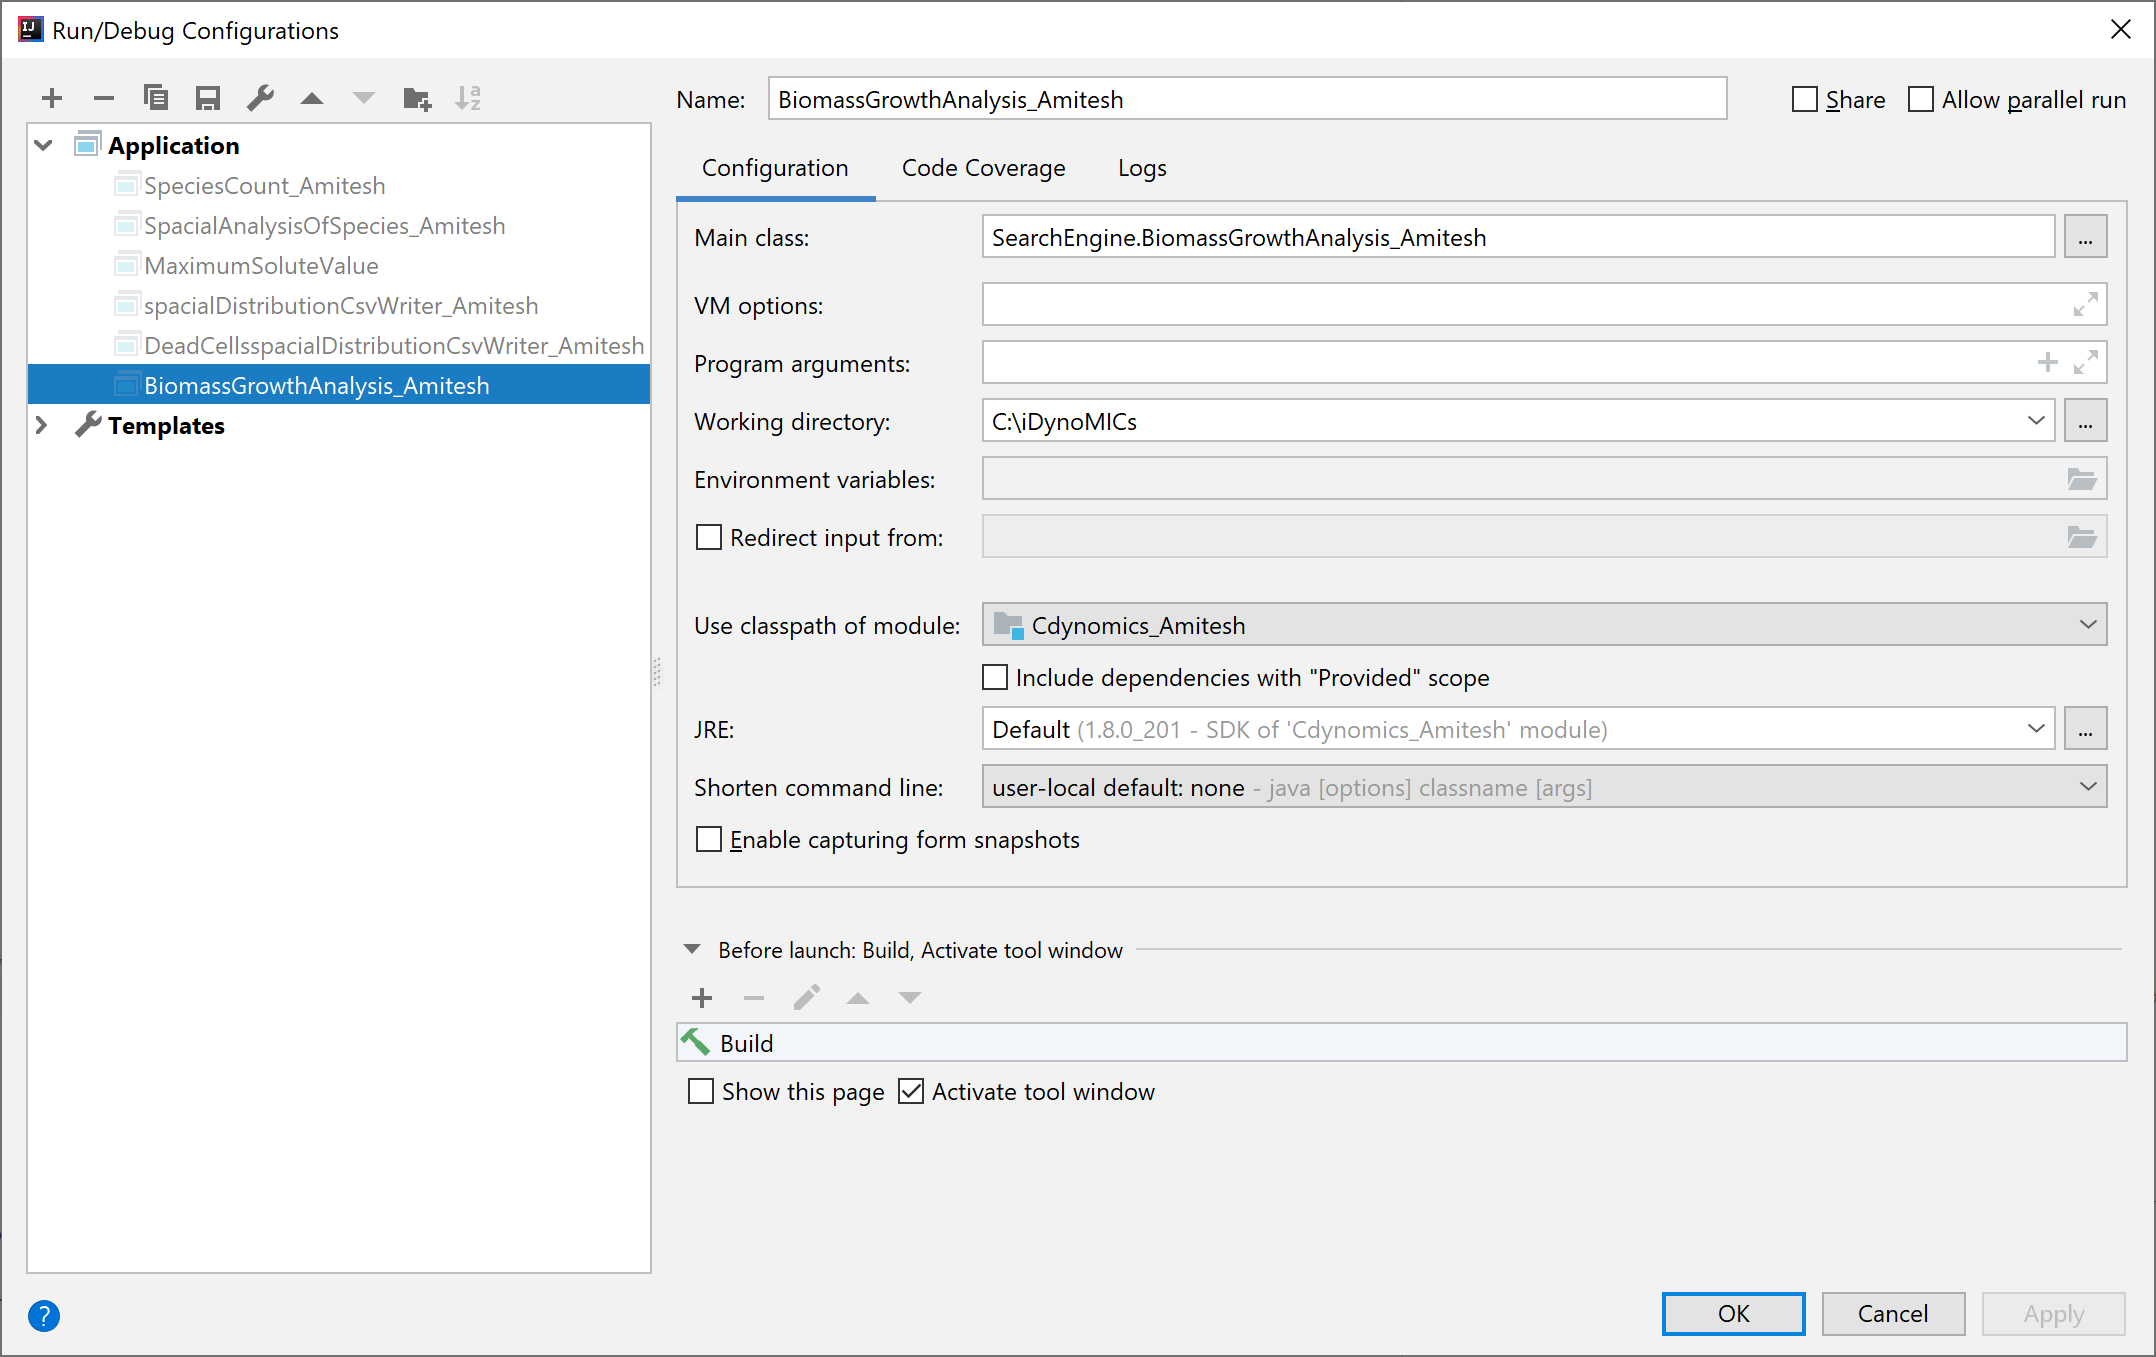 Run/Debug Configurations
Name: BiomassGrowthAnalysis_Amitesh Share Allow parallel run
Application
SpeciesCount_Amitesh
SpacialAnalysisOfSpecies_Amitesh
MaximumSoluteValue
spacialDistributionCsvWriter_Amitesh
DeadCellsspacialDistributionCsvWriter_Amitesh
BiomassGrowthAnalysis_Amitesh
Templates
Configuration Code Coverage Logs
Main class: SearchEngine.BiomassGrowthAnalysis_Amitesh ...
VM options:
Program arguments:
Working directory: C:\iDynoMICs ...
Environment variables:
Redirect input from:
Use classpath of module: Cdynomics_Amitesh
Include dependencies with "Provided" scope
JRE: Default (1.8.0_201 - SDK of 'Cdynomics_Amitesh' module) ...
Shorten command line: user-local default: none - java [options] classname [args]
Enable capturing form snapshots
Before launch: Build, Activate tool window
Build
Show this page Activate tool window
? OK Cancel Apply